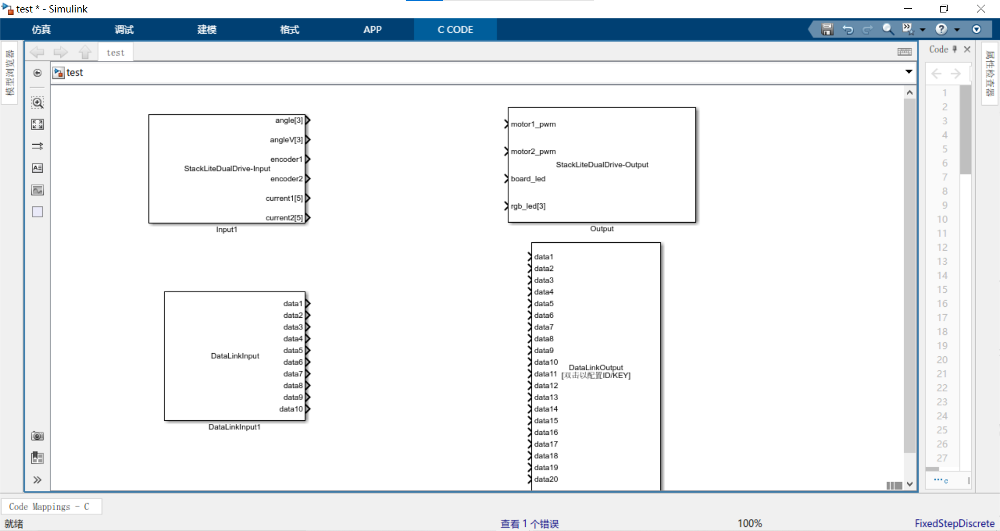 test * - Simulink
仿真
调试
建模
格式
APP
C CODE
模型浏览器
test
test
angle[3]
angleV[3]
encoder1
StackLiteDualDrive-Input
encoder2
current1[5]
current2[5]
Input1
motor1_pwm
motor2_pwm
StackLiteDualDrive-Output
board_led
rgb_led[3]
Output
data1
data2
data3
data4
data5
data6
DataLinkInput
data7
data8
data9
data10
DataLinkInput1
data1
data2
data3
data4
data5
data6
data7
data8
data9
data10
DataLinkOutput
data11
[双击以配置ID/KEY]
data12
data13
data14
data15
data16
data17
data18
data19
data20
Code
属性检查器
1
2
3
4
5
6
7
8
9
10
11
12
13
14
15
16
17
18
19
20
21
22
23
24
25
26
27
···c
Code Mappings - C
就绪
查看 1 个错误
100%
FixedStepDiscrete